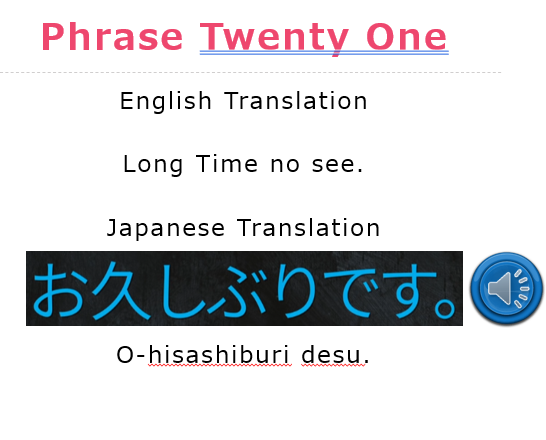 Phrase Twenty One
English Translation
Long Time no see.
Japanese Translation
お久しぶりです。
O-hisashiburi desu.